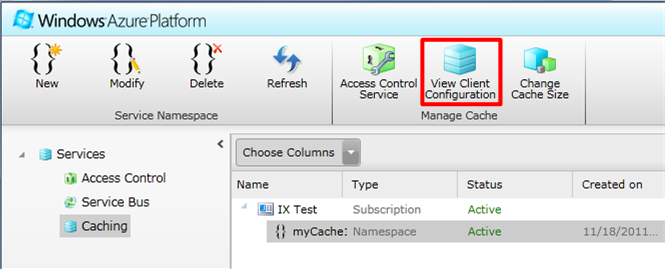 Windows Azure Platform
New
Modify
Delete
Refresh
Access Control
Service
View Client
Configuration
Change
Cache Size
Service Namespace
Manage Cache
Services
Access Control
Service Bus
Caching
Choose Columns
Name Type Status Created on
IX Test Subscription Active
{} myCache: Namespace Active 11/18/2011...